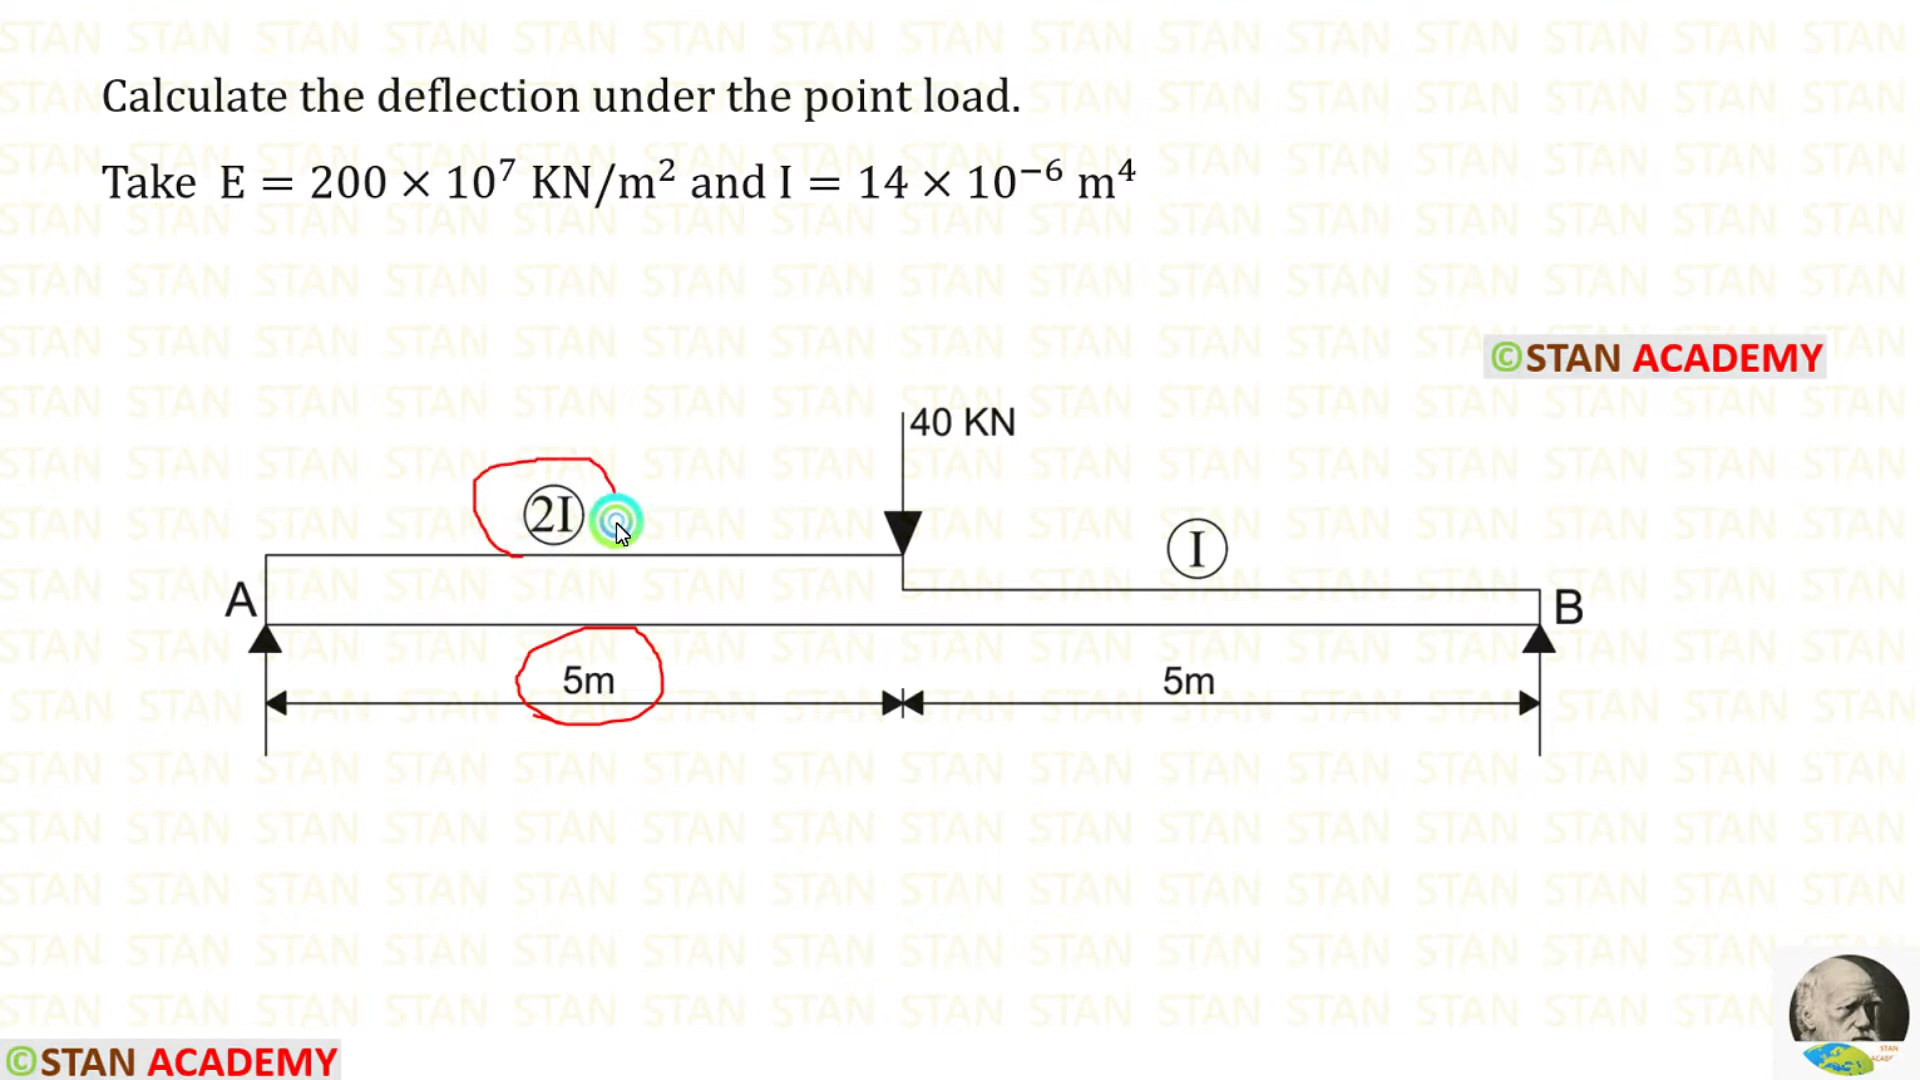 Calculate the deflection under the point load.
Take E = 200 × 10⁷ KN/m² and I = 14 × 10⁻⁶ m⁴
©STAN ACADEMY
40 KN
2I
I
A
B
5m
5m
©STAN ACADEMY
STAN